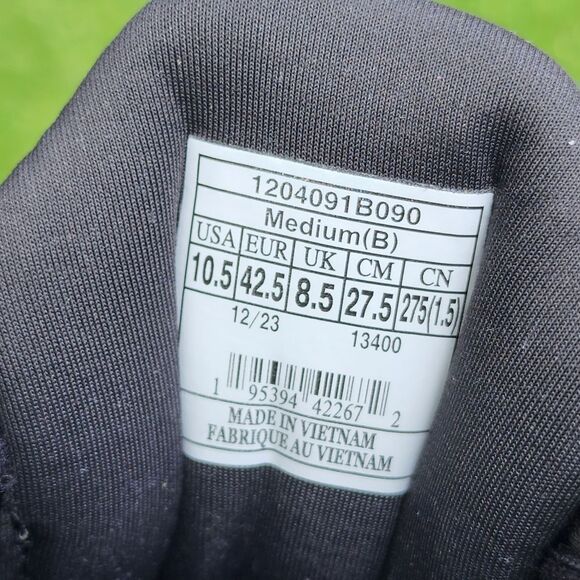 1204091B090
Medium(B)
USA EUR UK CM CN
10.5 42.5 8.5 27.5 275(1.5)
12/23 13400
1 95394 42267 2
MADE IN VIETNAM
FABRIQUE AU VIETNAM